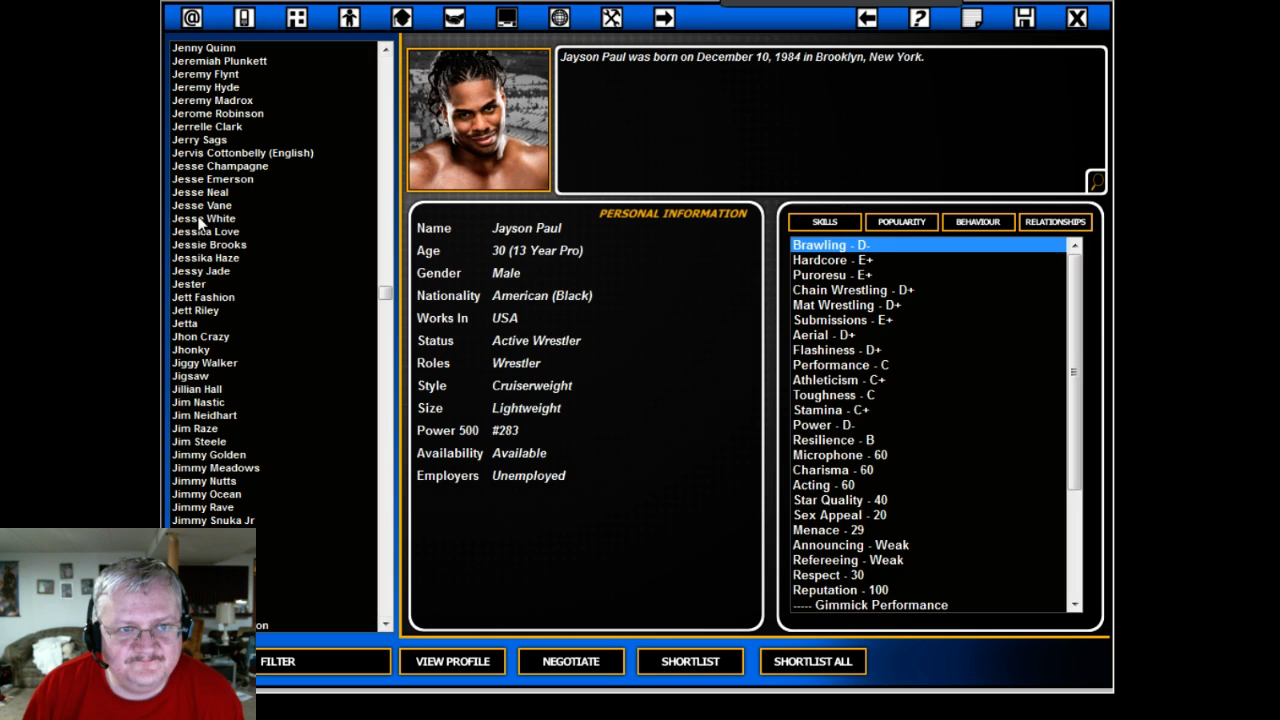 Jenny Quinn
Jeremiah Plunkett
Jeremy Flynt
Jeremy Hyde
Jeremy Madrox
Jerome Robinson
Jerrelle Clark
Jerry Sags
Jervis Cottonbelly (English)
Jesse Champagne
Jesse Emerson
Jesse Neal
Jesse Vane
Jesse White
Jessica Love
Jessie Brooks
Jessika Haze
Jessy Jade
Jester
Jett Fashion
Jett Riley
Jetta
Jhon Crazy
Jhonky
Jiggy Walker
Jigsaw
Jillian Hall
Jim Nastic
Jim Neidhart
Jim Raze
Jim Steele
Jimmy Golden
Jimmy Meadows
Jimmy Nutts
Jimmy Ocean
Jimmy Rave
Jimmy Snuka Jr
on
FILTER
Jayson Paul was born on December 10, 1984 in Brooklyn, New York.
PERSONAL INFORMATION
Name Jayson Paul
Age 30 (13 Year Pro)
Gender Male
Nationality American (Black)
Works In USA
Status Active Wrestler
Roles Wrestler
Style Cruiserweight
Size Lightweight
Power 500 #283
Availability Available
Employers Unemployed
SKILLS POPULARITY BEHAVIOUR RELATIONSHIPS
Brawling - D-
Hardcore - E+
Puroresu - E+
Chain Wrestling - D+
Mat Wrestling - D+
Submissions - E+
Aerial - D+
Flashiness - D+
Performance - C
Athleticism - C+
Toughness - C
Stamina - C+
Power - D-
Resilience - B
Microphone - 60
Charisma - 60
Acting - 60
Star Quality - 40
Sex Appeal - 20
Menace - 29
Announcing - Weak
Refereeing - Weak
Respect - 30
Reputation - 100
----- Gimmick Performance
VIEW PROFILE NEGOTIATE SHORTLIST SHORTLIST ALL